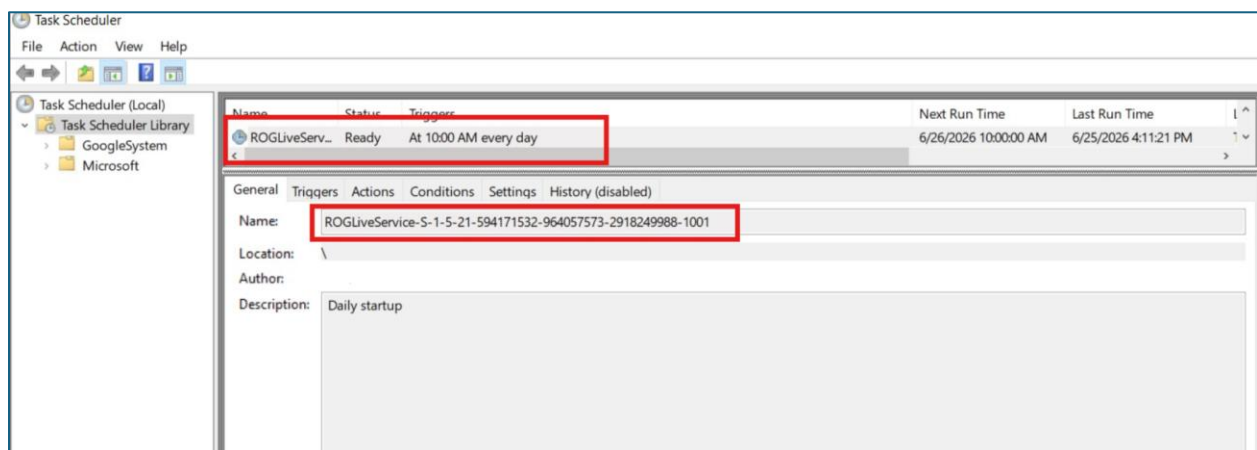 Task Scheduler
File Action View Help
Task Scheduler (Local)
Task Scheduler Library
GoogleSystem
Microsoft
Name Status Triggers Next Run Time Last Run Time
ROGLiveServ... Ready At 10:00 AM every day 6/26/2026 10:00:00 AM 6/25/2026 4:11:21 PM
General Triggers Actions Conditions Settings History (disabled)
Name: ROGLiveService-S-1-5-21-594171532-964057573-2918249988-1001
Location: \
Author:
Description: Daily startup